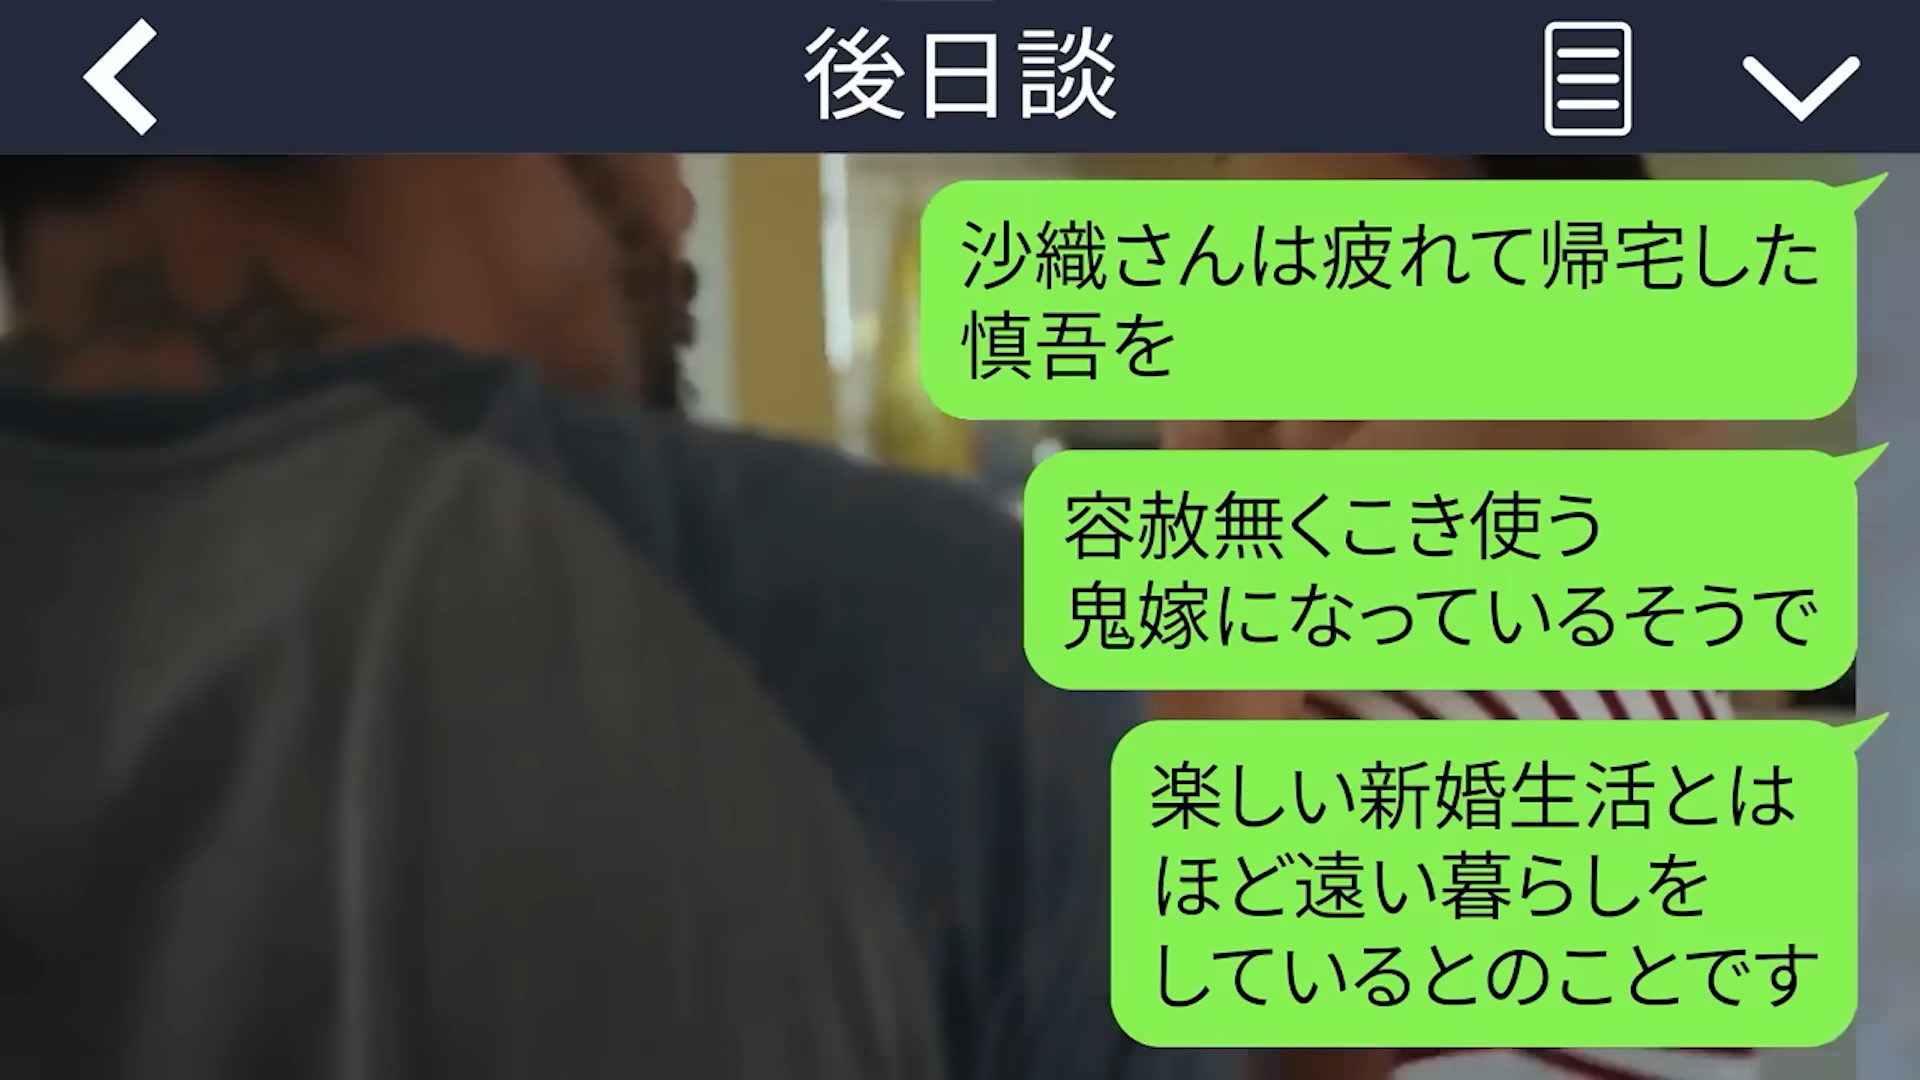 後日談
沙織さんは疲れて帰宅した
慎吾を
容赦無くこき使う
鬼嫁になっているそうで
楽しい新婚生活とは
ほど遠い暮らしを
しているとのことです